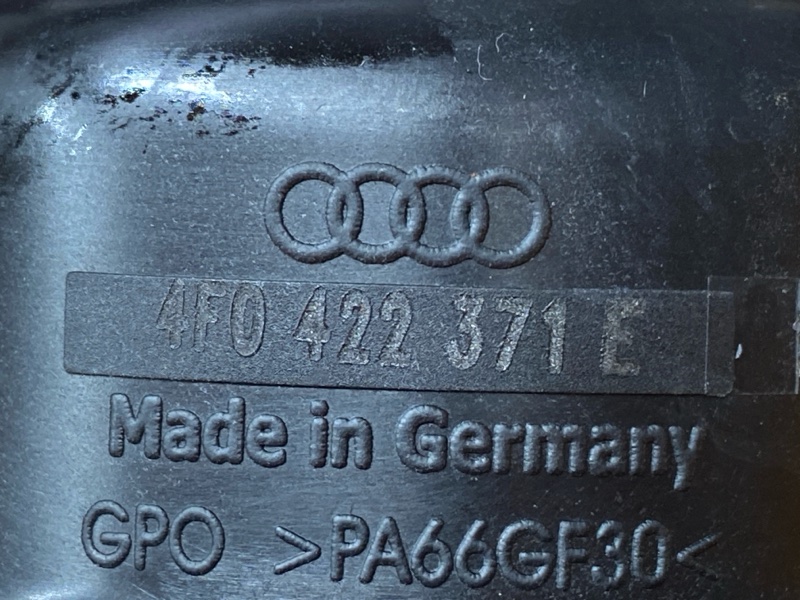 4F0 422 371 E
Made in Germany
GPO >PA66GF30<